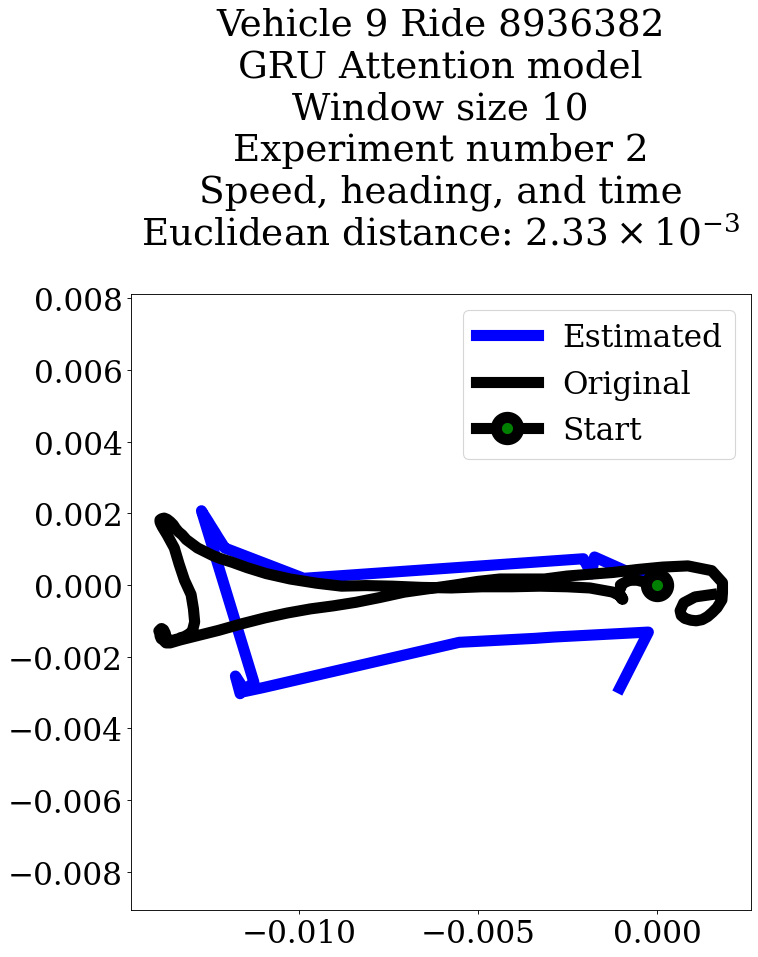 Vehicle 9 Ride 8936382
GRU Attention model
Window size 10
Experiment number 2
Speed, heading, and time
Euclidean distance: 2.33 × 10⁻³
0.008
0.006
0.004
0.002
0.000
−0.002
−0.004
−0.006
−0.008
Estimated
Original
Start
−0.010
−0.005
0.000